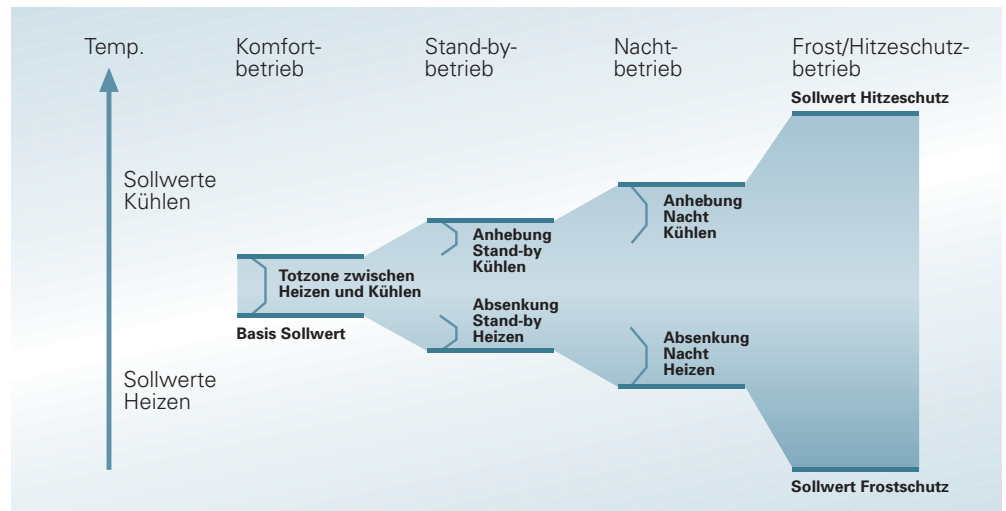 Temp.
Komfort-
betrieb
Stand-by-
betrieb
Nacht-
betrieb
Frost/Hitzeschutz-
betrieb
Sollwert Hitzeschutz
Sollwerte
Kühlen
Anhebung
Nacht
Kühlen
Anhebung
Stand-by
Kühlen
Totzone zwischen
Heizen und Kühlen
Basis Sollwert
Absenkung
Stand-by
Heizen
Absenkung
Nacht
Heizen
Sollwerte
Heizen
Sollwert Frostschutz